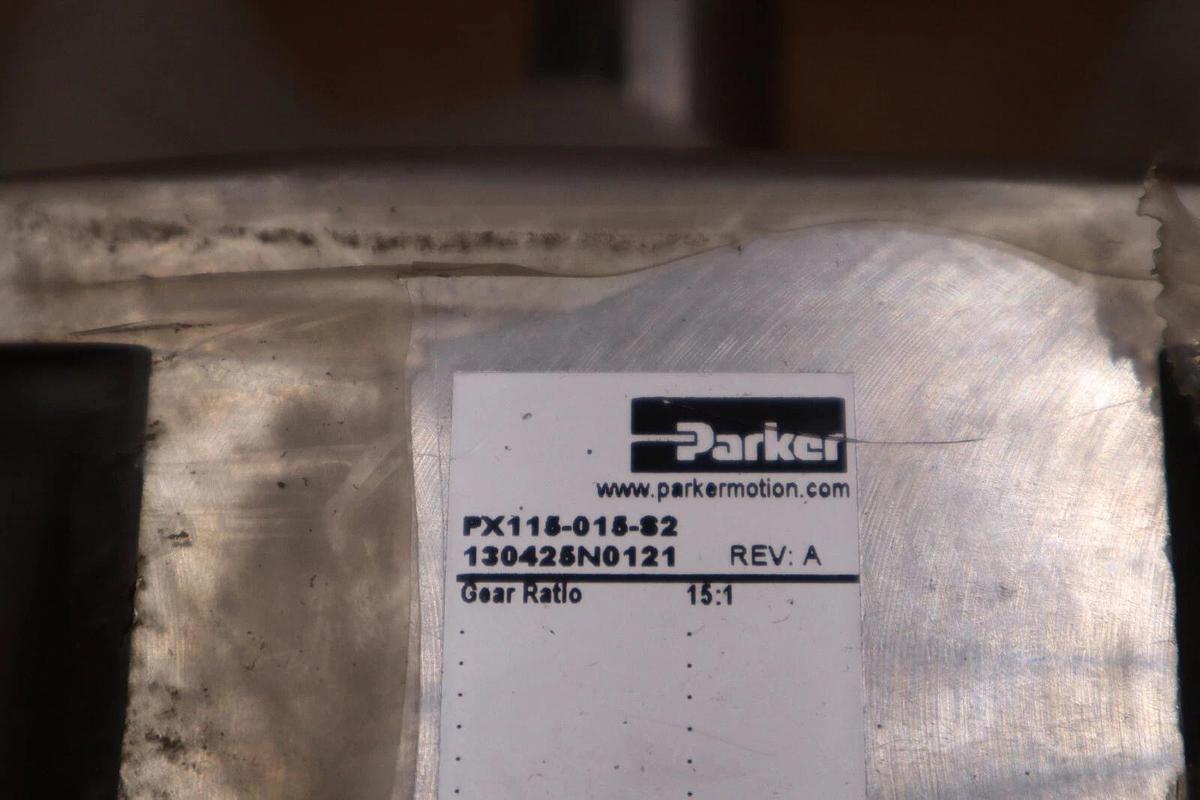 Parker
www.parkermotion.com
PX115-015-S2
130425N0121 REV: A
Gear Ratio 15:1